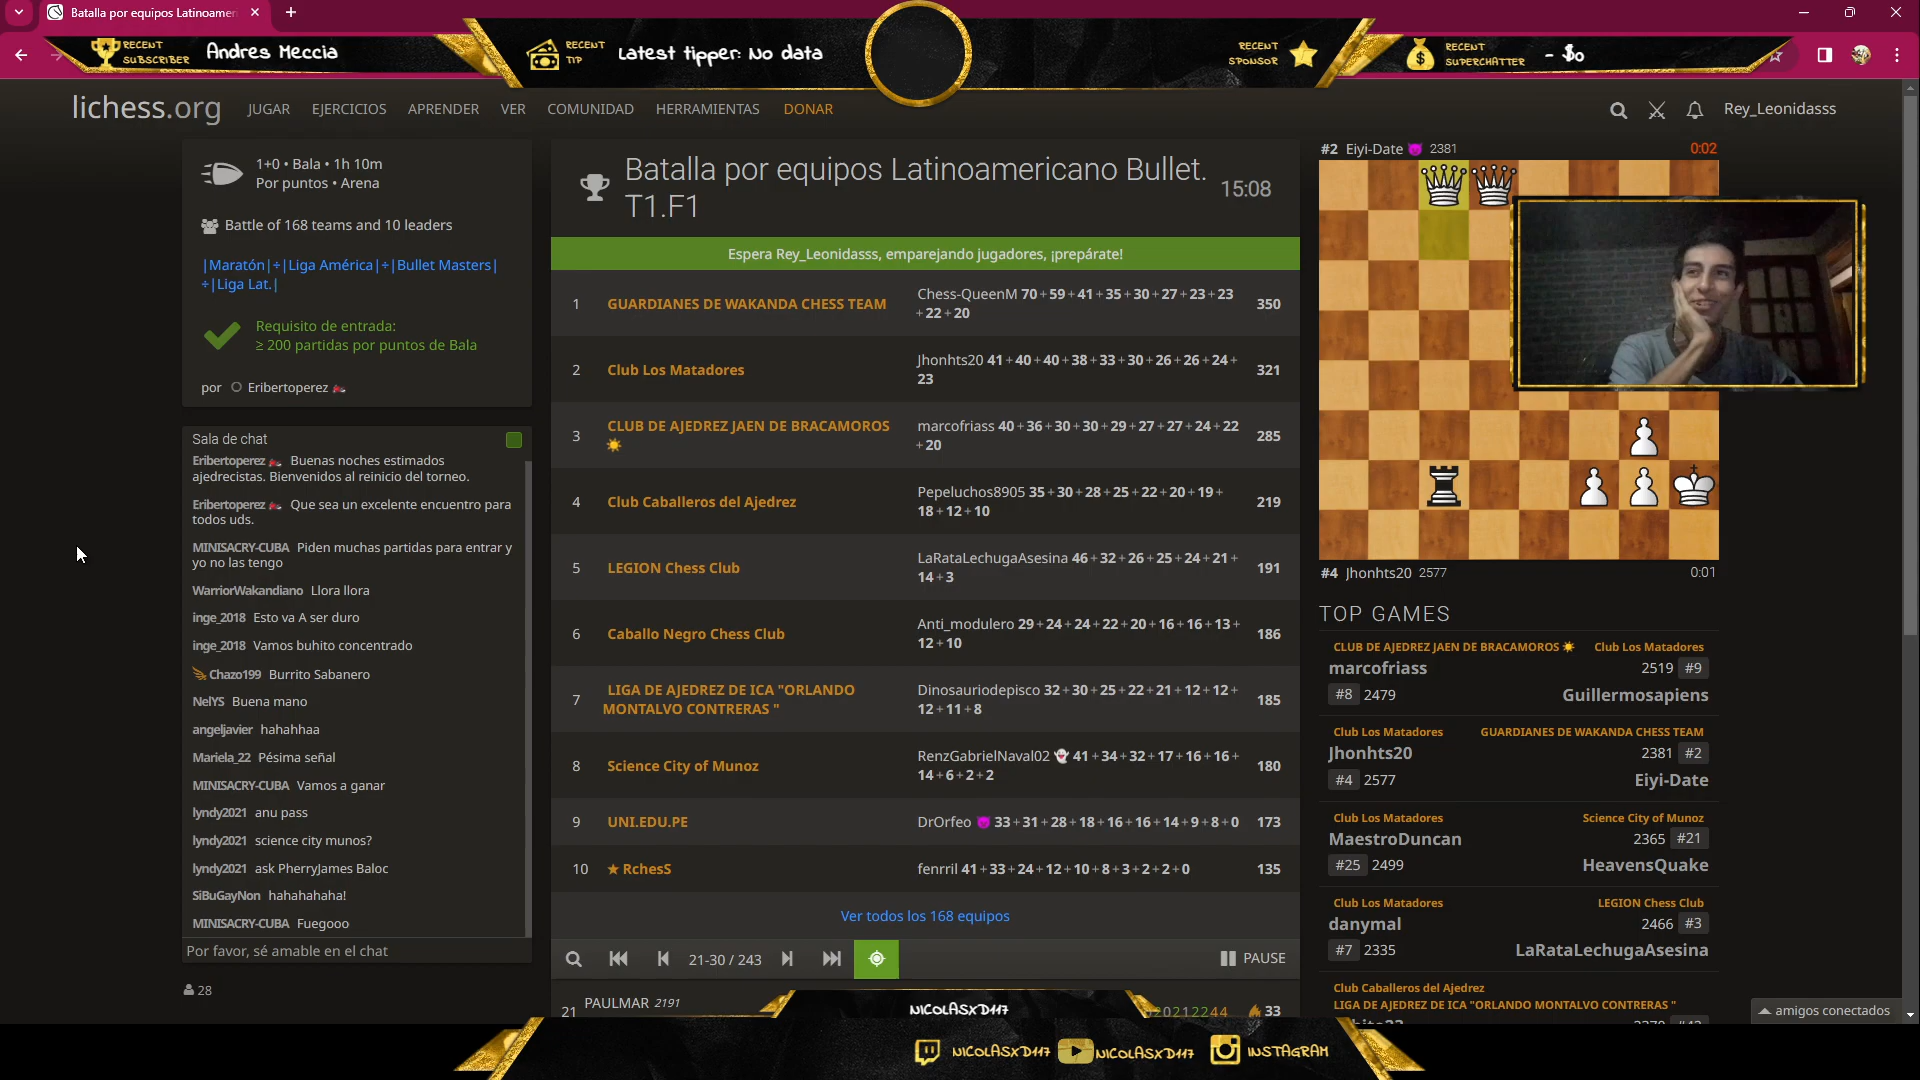 Batalla por equipos Latinoamer
RECENT SUBSCRIBER
Andres Meccia
RECENT TIP
Latest tipper: No data
RECENT SPONSOR
RECENT SUPERCHATTER
- $0
lichess.org
JUGAR EJERCICIOS APRENDER VER COMUNIDAD HERRAMIENTAS DONAR
Rey_Leonidasss
1+0 • Bala • 1h 10m
Por puntos • Arena
Battle of 168 teams and 10 leaders
|Maratón|÷|Liga América|÷|Bullet Masters|
÷|Liga Lat.|
Requisito de entrada:
≥ 200 partidas por puntos de Bala
por Eribertoperez
Sala de chat
Eribertoperez Buenas noches estimados
ajedrecistas. Bienvenidos al reinicio del torneo.
Eribertoperez Que sea un excelente encuentro para
todos uds.
MINISACRY-CUBA Piden muchas partidas para entrar y
yo no las tengo
WarriorWakandiano Llora llora
inge_2018 Esto va A ser duro
inge_2018 Vamos buhito concentrado
Chazo199 Burrito Sabanero
NelYS Buena mano
angeljavier hahahhaa
Mariela_22 Pésima señal
MINISACRY-CUBA Vamos a ganar
lyndy2021 anu pass
lyndy2021 science city munos?
lyndy2021 ask PherryJames Baloc
SiBuGayNon hahahahaha!
MINISACRY-CUBA Fuegooo
Por favor, sé amable en el chat
28
Batalla por equipos Latinoamericano Bullet.
T1.F1
15:08
Espera Rey_Leonidasss, emparejando jugadores, ¡prepárate!
1 GUARDIANES DE WAKANDA CHESS TEAM Chess-QueenM 70+59+41+35+30+27+23+23
+22+20 350
2 Club Los Matadores Jhonhts20 41+40+40+38+33+30+26+26+24+
23 321
3 CLUB DE AJEDREZ JAEN DE BRACAMOROS ☀️ marcofriass 40+36+30+30+29+27+27+24+22
+20 285
4 Club Caballeros del Ajedrez Pepeluchos8905 35+30+28+25+22+20+19+
18+12+10 219
5 LEGION Chess Club LaRataLechugaAsesina 46+32+26+25+24+21+
14+3 191
6 Caballo Negro Chess Club Anti_modulero 29+24+24+22+20+16+16+13+
12+10 186
7 LIGA DE AJEDREZ DE ICA "ORLANDO
MONTALVO CONTRERAS " Dinosauriodepisco 32+30+25+22+21+12+12+
12+11+8 185
8 Science City of Munoz RenzGabrielNaval02 👻 41+34+32+17+16+16+
14+6+2+2 180
9 UNI.EDU.PE DrOrfeo 😈 33+31+28+18+16+16+14+9+8+0 173
10 ★ RchesS fenrril 41+33+24+12+10+8+3+2+2+0 135
Ver todos los 168 equipos
21-30 / 243
PAUSE
21 PAULMAR 2191 20212244 33
#2 Eiyi-Date 😈 2381 0:02
#4 Jhonhts20 2577 0:01
TOP GAMES
CLUB DE AJEDREZ JAEN DE BRACAMOROS ☀️ Club Los Matadores
marcofriass 2519 #9
#8 2479 Guillermosapiens
Club Los Matadores GUARDIANES DE WAKANDA CHESS TEAM
Jhonhts20 2381 #2
#4 2577 Eiyi-Date
Club Los Matadores Science City of Munoz
MaestroDuncan 2365 #21
#25 2499 HeavensQuake
Club Los Matadores LEGION Chess Club
danymal 2466 #3
#7 2335 LaRataLechugaAsesina
Club Caballeros del Ajedrez
LIGA DE AJEDREZ DE ICA "ORLANDO MONTALVO CONTRERAS "
amigos conectados
NICOLASXD117
NICOLASXD117 NICOLASXD117 INSTAGRAM